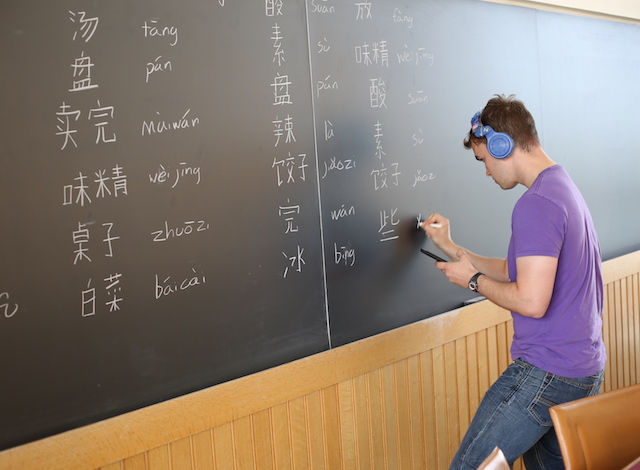 汤 tāng
盘 pán
卖完 màiwán
味精 wèijīng
桌子 zhuōzi
白菜 báicài
酸 suān
素 sù
盘 pán
辣 là
饺子 jiǎozi
完 wán
冰 bīng
放 fàng
味精 wèijīng
酸 suān
素 sù
饺子 jiǎozi
些